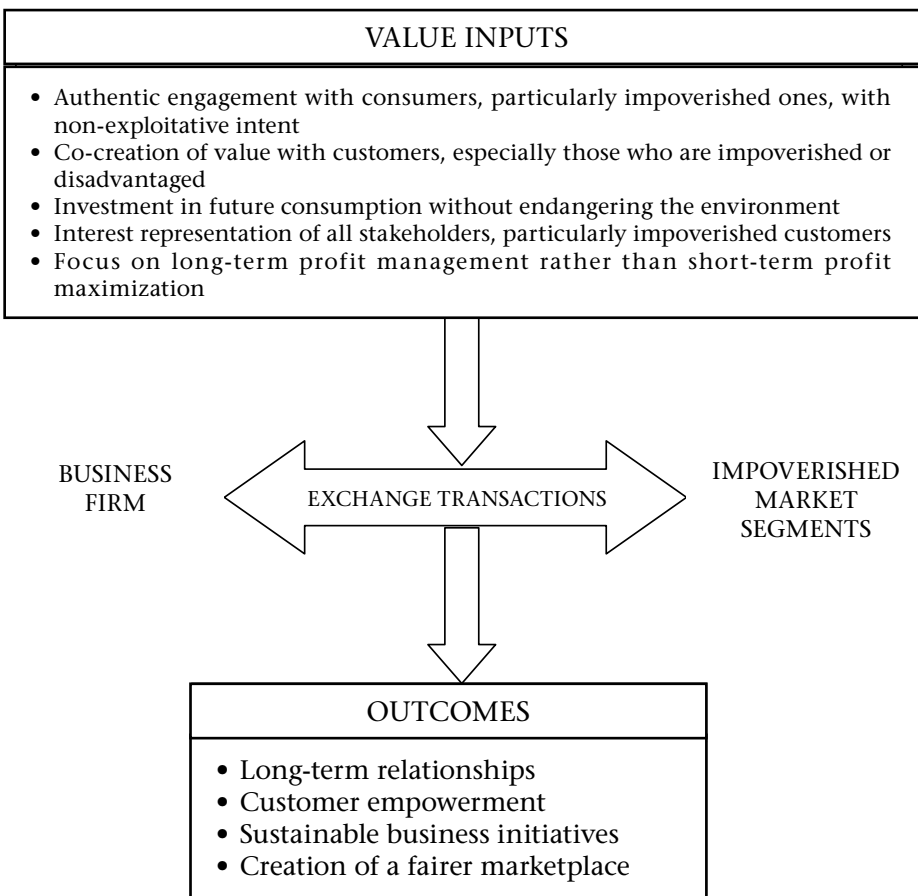 VALUE INPUTS
• Authentic engagement with consumers, particularly impoverished ones, with
non-exploitative intent
• Co-creation of value with customers, especially those who are impoverished or
disadvantaged
• Investment in future consumption without endangering the environment
• Interest representation of all stakeholders, particularly impoverished customers
• Focus on long-term profit management rather than short-term profit
maximization
BUSINESS
FIRM
EXCHANGE TRANSACTIONS
IMPOVERISHED
MARKET
SEGMENTS
OUTCOMES
• Long-term relationships
• Customer empowerment
• Sustainable business initiatives
• Creation of a fairer marketplace